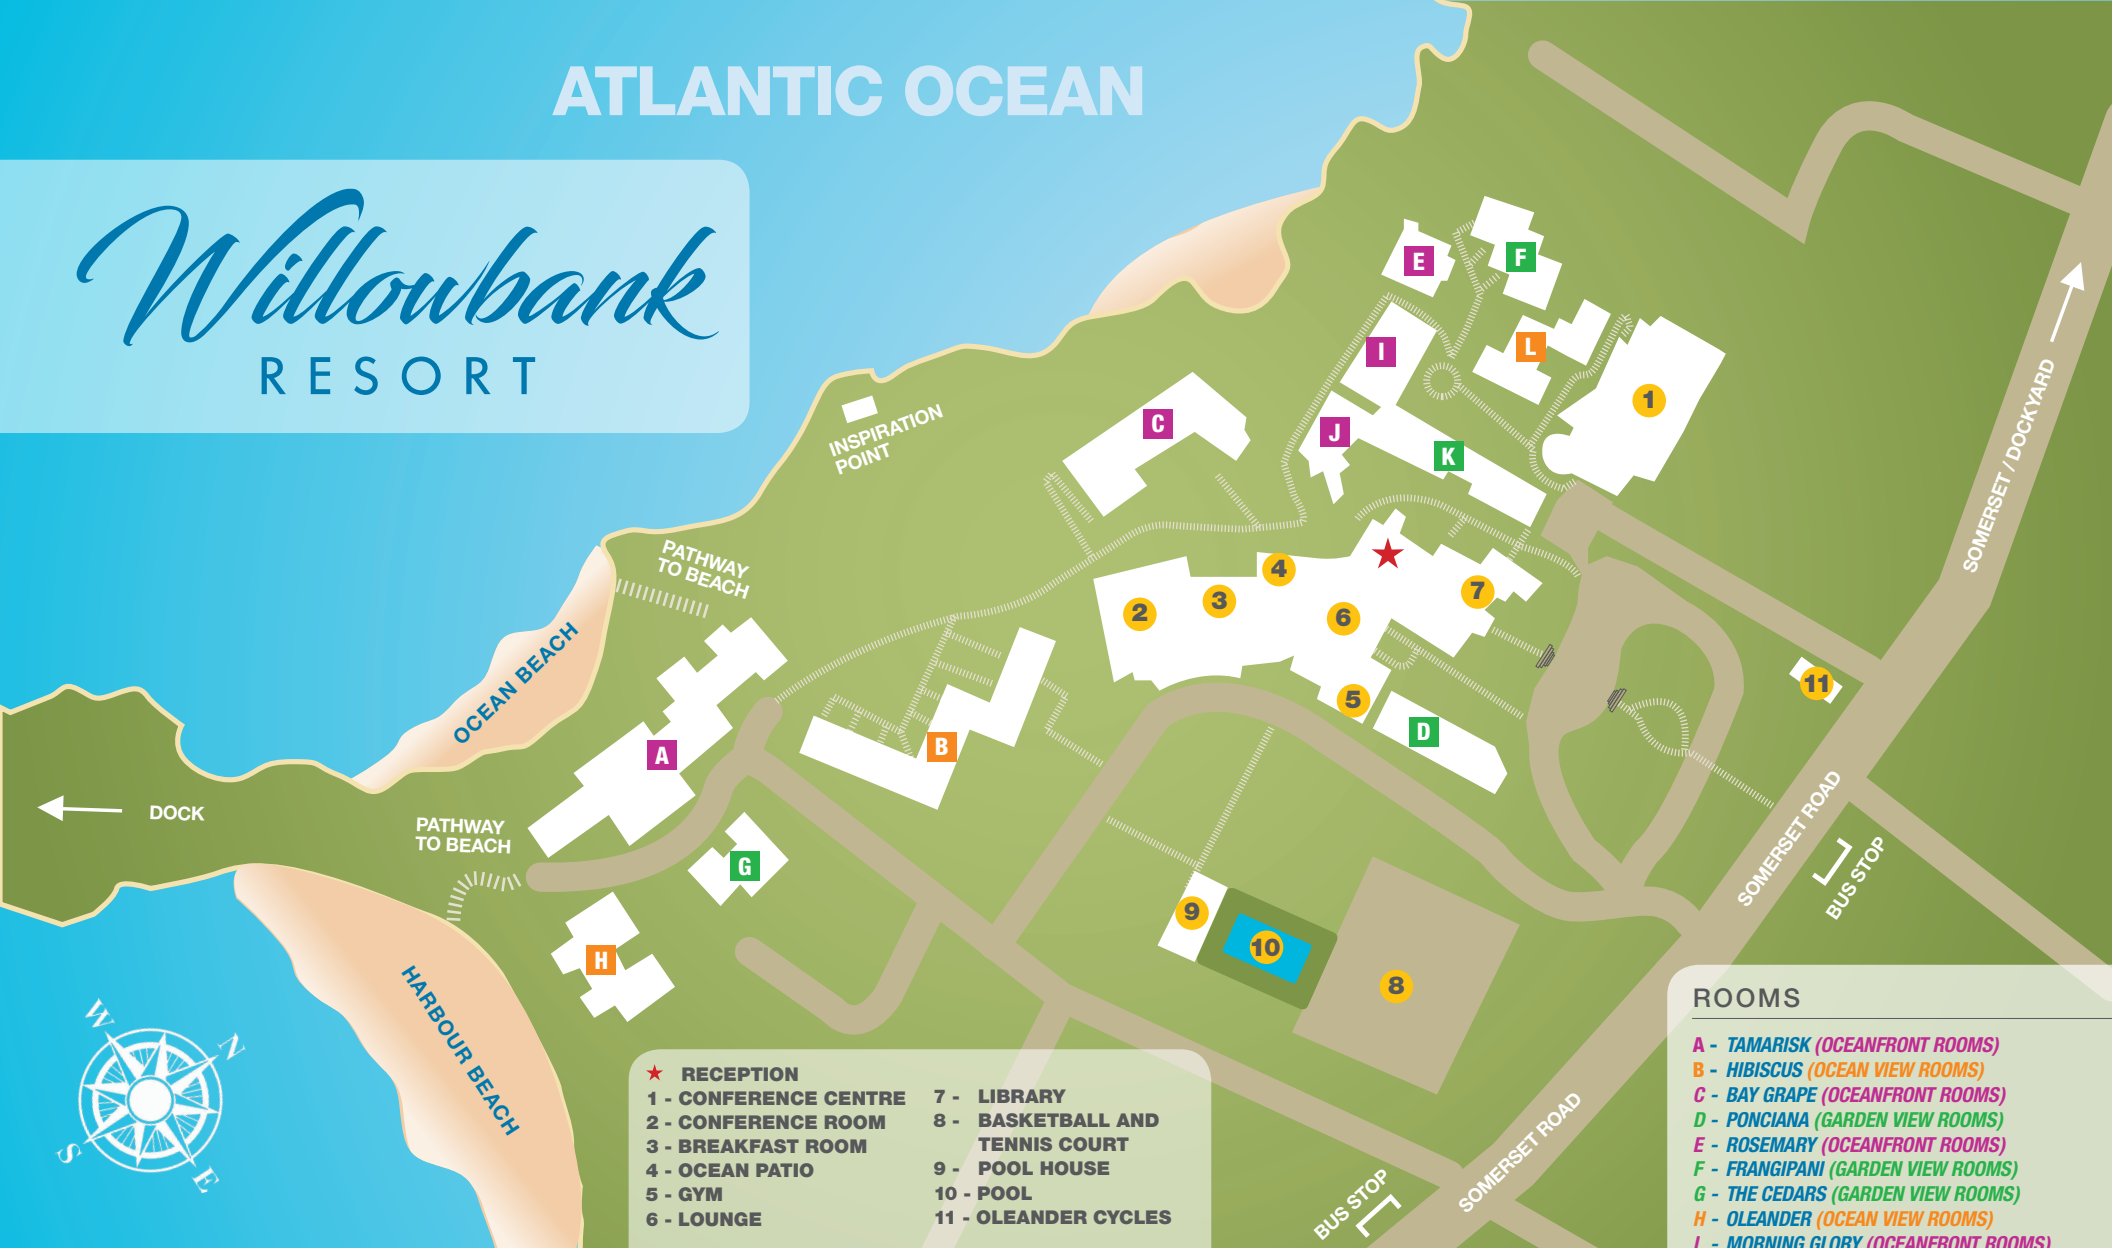 ATLANTIC OCEAN
Willowbank
RESORT
E
F
I
L
1
C
J
K
INSPIRATION
POINT
SOMERSET / DOCKYARD
PATHWAY
TO BEACH
4
7
2
3
6
OCEAN BEACH
11
5
A
B
D
DOCK
PATHWAY
TO BEACH
SOMERSET ROAD
BUS STOP
G
9
10
H
8
HARBOUR BEACH
W
N
S
E
SOMERSET ROAD
BUS STOP
★ RECEPTION
1 - CONFERENCE CENTRE
2 - CONFERENCE ROOM
3 - BREAKFAST ROOM
4 - OCEAN PATIO
5 - GYM
6 - LOUNGE
7 - LIBRARY
8 - BASKETBALL AND
TENNIS COURT
9 - POOL HOUSE
10 - POOL
11 - OLEANDER CYCLES
ROOMS
A - TAMARISK (OCEANFRONT ROOMS)
B - HIBISCUS (OCEAN VIEW ROOMS)
C - BAY GRAPE (OCEANFRONT ROOMS)
D - PONCIANA (GARDEN VIEW ROOMS)
E - ROSEMARY (OCEANFRONT ROOMS)
F - FRANGIPANI (GARDEN VIEW ROOMS)
G - THE CEDARS (GARDEN VIEW ROOMS)
H - OLEANDER (OCEAN VIEW ROOMS)
I - MORNING GLORY (OCEANFRONT ROOMS)